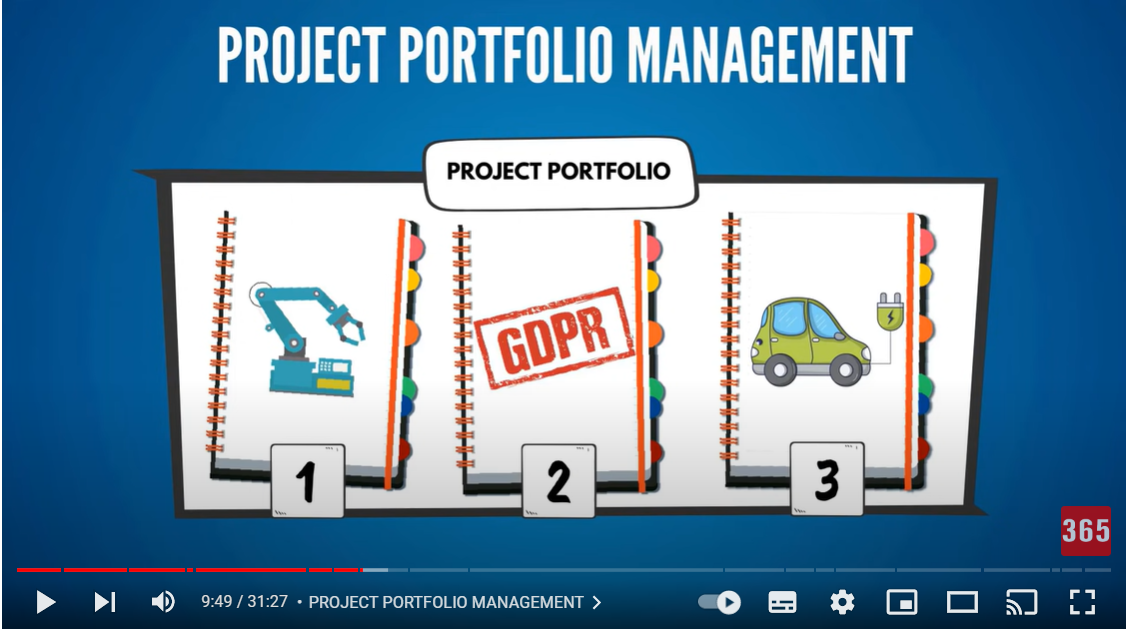 PROJECT PORTFOLIO MANAGEMENT
PROJECT PORTFOLIO
GDPR
1
2
3
365
9:49 / 31:27 • PROJECT PORTFOLIO MANAGEMENT